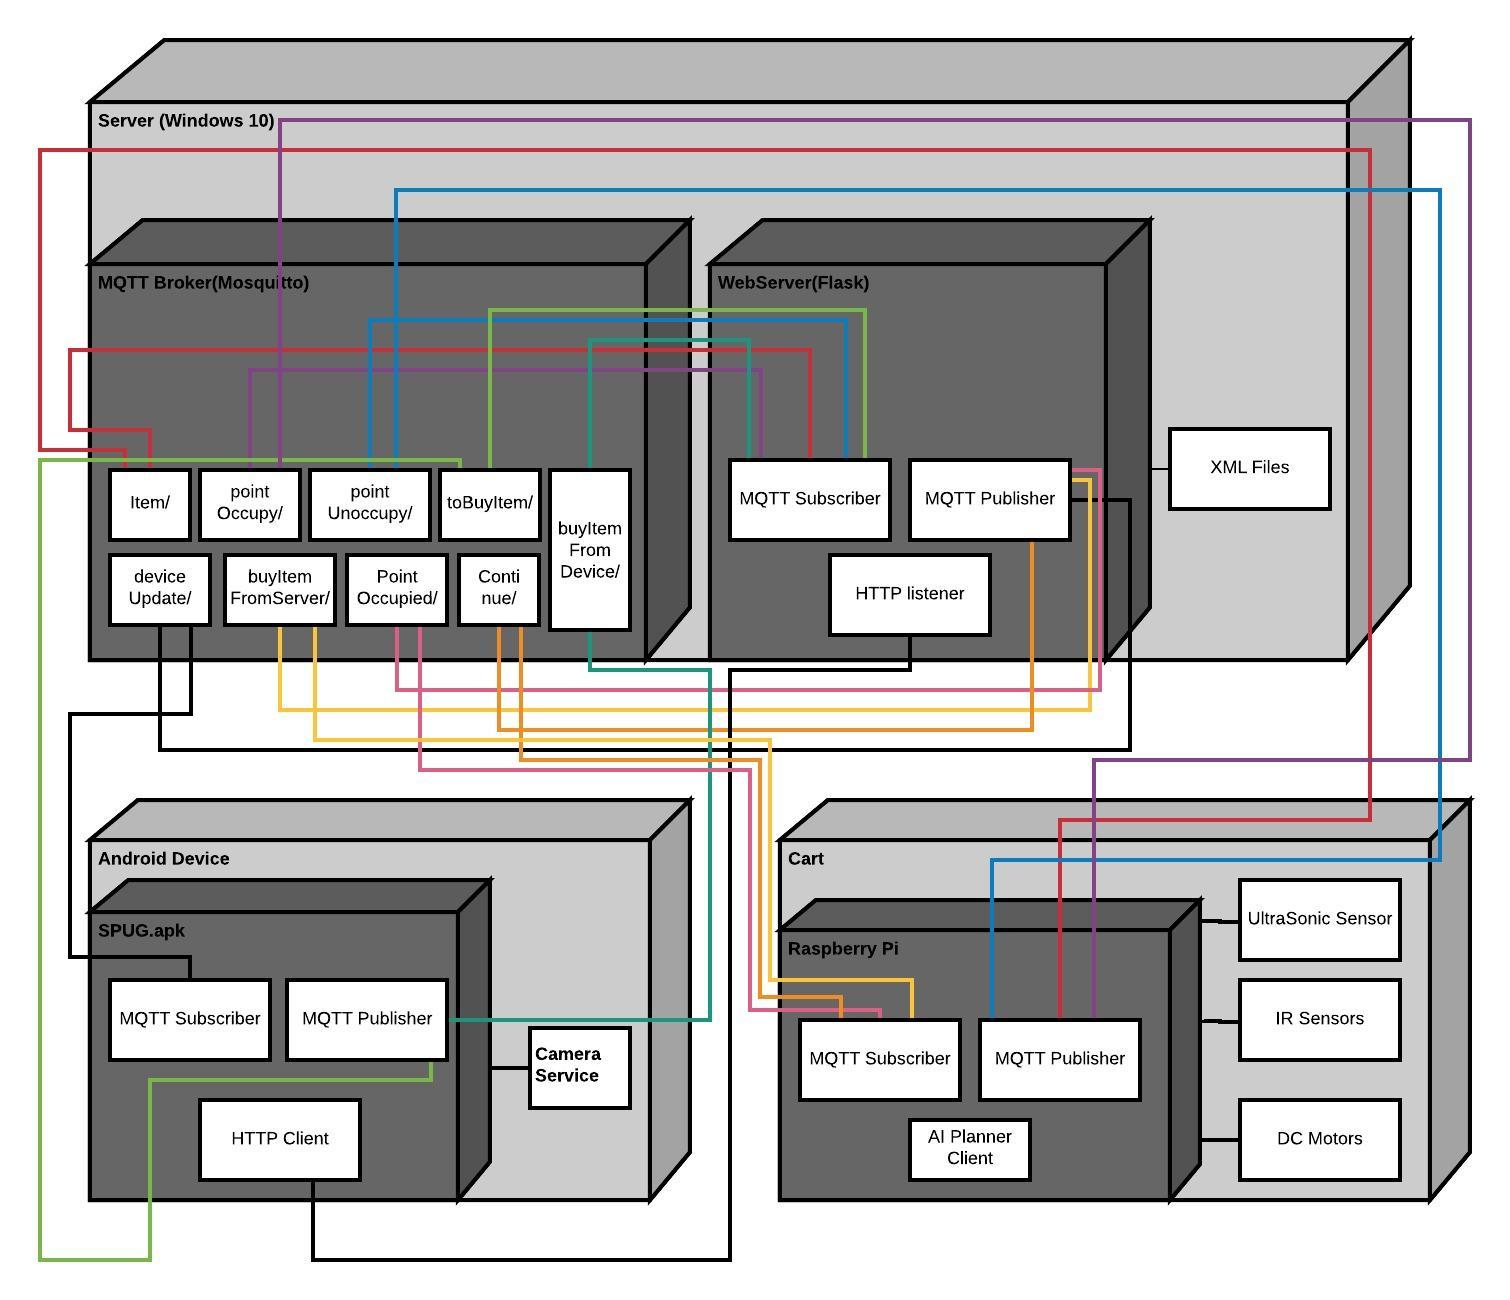 Server (Windows 10)
MQTT Broker(Mosquitto)
WebServer(Flask)
Item/
point
Occupy/
point
Unoccupy/
toBuyItem/
buyItem
From
Device/
device
Update/
buyItem
FromServer/
Point
Occupied/
Conti
nue/
MQTT Subscriber
MQTT Publisher
HTTP listener
XML Files
Android Device
SPUG.apk
MQTT Subscriber
MQTT Publisher
HTTP Client
Camera
Service
Cart
Raspberry Pi
MQTT Subscriber
MQTT Publisher
AI Planner
Client
UltraSonic Sensor
IR Sensors
DC Motors